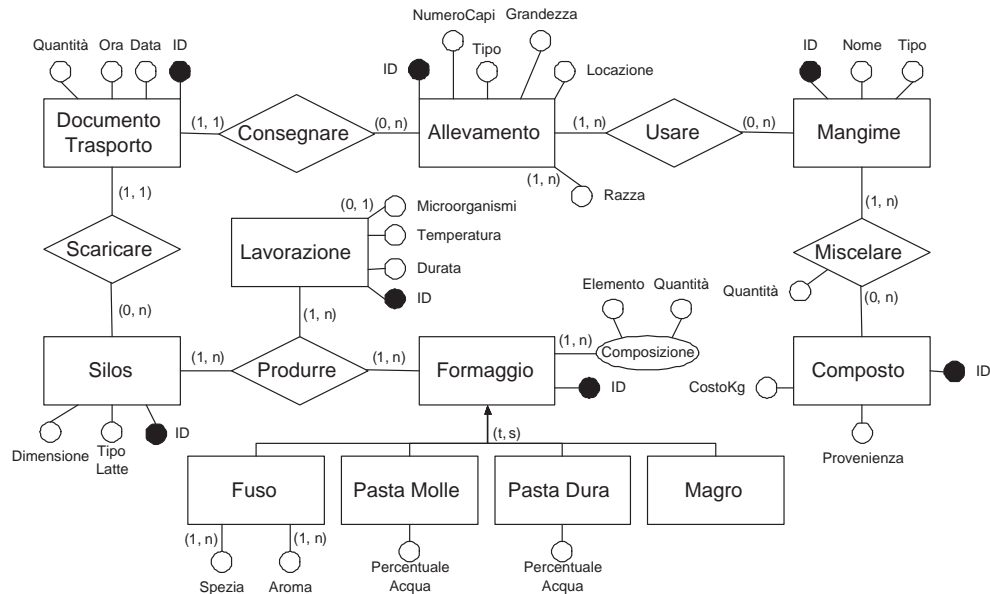 NumeroCapi Grandezza
Quantità Ora Data ID
Tipo
ID
Locazione
ID Nome Tipo
Documento
Trasporto
(1, 1)
Consegnare
(0, n)
Allevamento
(1, n)
Usare
(0, n)
Mangime
(1, n)
Razza
(1, 1)
(0, 1)
Microorganismi
(1, n)
Scaricare
Lavorazione
Temperatura
Miscelare
Durata
Quantità
(0, n)
ID
Elemento Quantità
(0, n)
(1, n)
Silos
(1, n)
Produrre
(1, n)
Formaggio
(1, n)
Composizione
ID
CostoKg
Composto
ID
Dimensione
Tipo
Latte
ID
(t, s)
Provenienza
Fuso
Pasta Molle
Pasta Dura
Magro
(1, n)
(1, n)
Spezia
Aroma
Percentuale
Acqua
Percentuale
Acqua